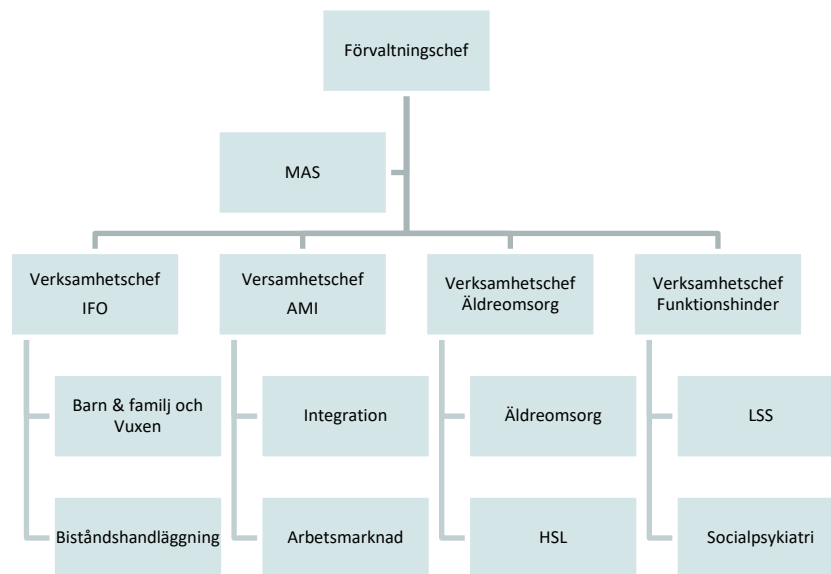 Förvaltningschef
MAS
Verksamhetschef
IFO
Versamhetschef
AMI
Verksamhetschef
Äldreomsorg
Verksamhetschef
Funktionshinder
Barn & familj och
Vuxen
Integration
Äldreomsorg
LSS
Biståndshandläggning
Arbetsmarknad
HSL
Socialpsykiatri